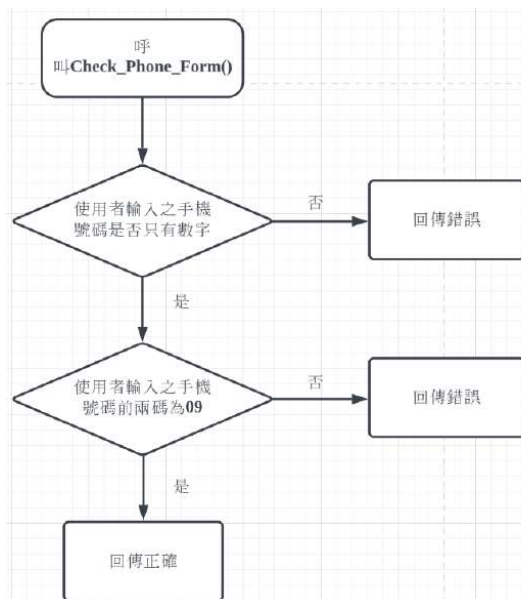 呼
叫Check_Phone_Form()
使用者輸入之手機
號碼是否只有數字
否
回傳錯誤
是
使用者輸入之手機
號碼前兩碼為09
否
回傳錯誤
是
回傳正確